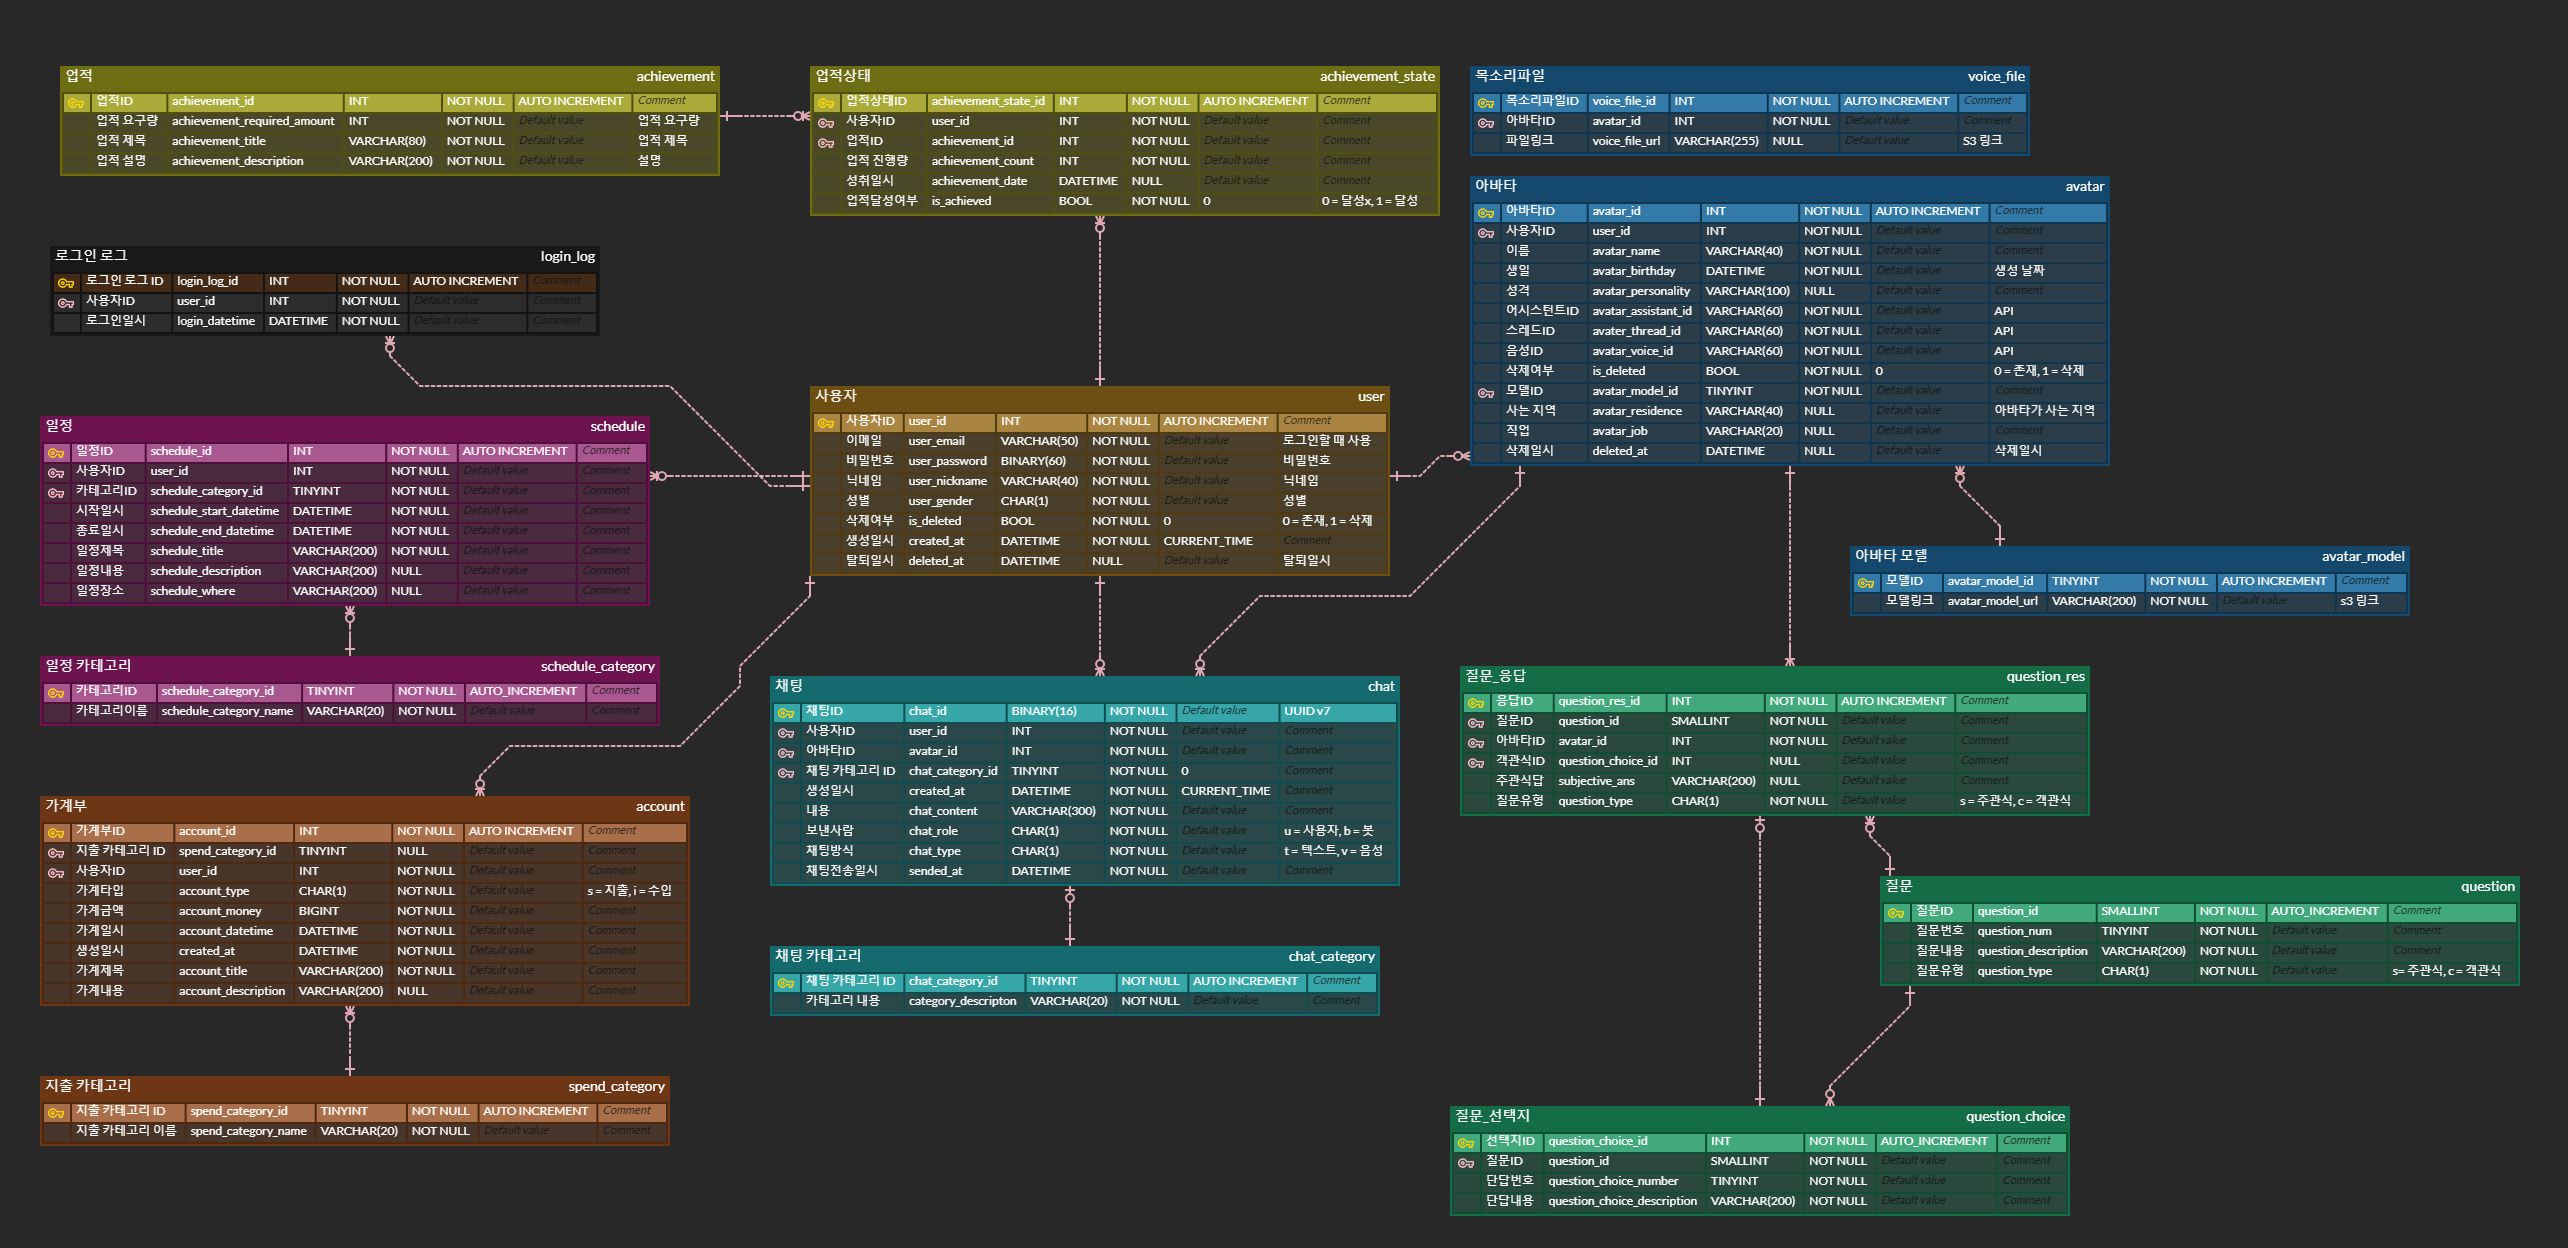 업적 achievement
업적ID achievement_id INT NOT NULL AUTO INCREMENT Comment
업적 요구량 achievement_required_amount INT NOT NULL Default value 업적 요구량
업적 제목 achievement_title VARCHAR(80) NOT NULL Default value 업적 제목
업적 설명 achievement_description VARCHAR(200) NOT NULL Default value 설명
업적상태 achievement_state
업적상태ID achievement_state_id INT NOT NULL AUTO INCREMENT Comment
사용자ID user_id INT NOT NULL Default value Comment
업적ID achievement_id INT NOT NULL Default value Comment
업적 진행량 achievement_count INT NOT NULL Default value Comment
성취일시 achievement_date DATETIME NULL Default value Comment
업적달성여부 is_achieved BOOL NOT NULL 0 0 = 달성x, 1 = 달성
목소리파일 voice_file
목소리파일ID voice_file_id INT NOT NULL AUTO INCREMENT Comment
아바타ID avatar_id INT NOT NULL Default value Comment
파일링크 voice_file_url VARCHAR(255) NULL Default value S3 링크
아바타 avatar
아바타ID avatar_id INT NOT NULL AUTO INCREMENT Comment
사용자ID user_id INT NOT NULL Default value Comment
이름 avatar_name VARCHAR(40) NOT NULL Default value Comment
생일 avatar_birthday DATETIME NOT NULL Default value 생성 날짜
성격 avatar_personality VARCHAR(100) NULL Default value Comment
어시스턴트ID avatar_assistant_id VARCHAR(60) NOT NULL Default value API
스레드ID avater_thread_id VARCHAR(60) NOT NULL Default value API
음성ID avatar_voice_id VARCHAR(60) NOT NULL Default value API
삭제여부 is_deleted BOOL NOT NULL 0 0 = 존재, 1 = 삭제
모델ID avatar_model_id TINYINT NOT NULL Default value Comment
사는 지역 avatar_residence VARCHAR(40) NULL Default value 아바타가 사는 지역
직업 avatar_job VARCHAR(20) NULL Default value Comment
삭제일시 deleted_at DATETIME NULL Default value 삭제일시
로그인 로그 login_log
로그인 로그 ID login_log_id INT NOT NULL AUTO INCREMENT Comment
사용자ID user_id INT NOT NULL Default value Comment
로그인일시 login_datetime DATETIME NOT NULL Default value Comment
사용자 user
사용자ID user_id INT NOT NULL AUTO INCREMENT Comment
이메일 user_email VARCHAR(50) NOT NULL Default value 로그인할 때 사용
비밀번호 user_password BINARY(60) NOT NULL Default value 비밀번호
닉네임 user_nickname VARCHAR(40) NOT NULL Default value 닉네임
성별 user_gender CHAR(1) NOT NULL Default value 성별
삭제여부 is_deleted BOOL NOT NULL 0 0 = 존재, 1 = 삭제
생성일시 created_at DATETIME NOT NULL CURRENT_TIME Comment
탈퇴일시 deleted_at DATETIME NULL Default value 탈퇴일시
일정 schedule
일정ID schedule_id INT NOT NULL AUTO INCREMENT Comment
사용자ID user_id INT NOT NULL Default value Comment
카테고리ID schedule_category_id TINYINT NOT NULL Default value Comment
시작일시 schedule_start_datetime DATETIME NOT NULL Default value Comment
종료일시 schedule_end_datetime DATETIME NOT NULL Default value Comment
일정제목 schedule_title VARCHAR(200) NOT NULL Default value Comment
일정내용 schedule_description VARCHAR(200) NULL Default value Comment
일정장소 schedule_where VARCHAR(200) NULL Default value Comment
아바타 모델 avatar_model
모델ID avatar_model_id TINYINT NOT NULL AUTO INCREMENT Comment
모델링크 avatar_model_url VARCHAR(200) NOT NULL Default value s3 링크
일정 카테고리 schedule_category
카테고리ID schedule_category_id TINYINT NOT NULL AUTO_INCREMENT Comment
카테고리이름 schedule_category_name VARCHAR(20) NOT NULL Default value Comment
채팅 chat
채팅ID chat_id BINARY(16) NOT NULL Default value UUID v7
사용자ID user_id INT NOT NULL Default value Comment
아바타ID avatar_id INT NOT NULL Default value Comment
채팅 카테고리 ID chat_category_id TINYINT NOT NULL 0 Comment
생성일시 created_at DATETIME NOT NULL CURRENT_TIME Comment
내용 chat_content VARCHAR(300) NOT NULL Default value Comment
보낸사람 chat_role CHAR(1) NOT NULL Default value u = 사용자, b = 봇
채팅방식 chat_type CHAR(1) NOT NULL Default value t = 텍스트, v = 음성
채팅전송일시 sended_at DATETIME NOT NULL Default value Comment
질문_응답 question_res
응답ID question_res_id INT NOT NULL AUTO INCREMENT Comment
질문ID question_id SMALLINT NOT NULL Default value Comment
아바타ID avatar_id INT NOT NULL Default value Comment
객관식ID question_choice_id INT NULL Default value Comment
주관식답 subjective_ans VARCHAR(200) NULL Default value Comment
질문유형 question_type CHAR(1) NOT NULL Default value s = 주관식, c = 객관식
가계부 account
가계부ID account_id INT NOT NULL AUTO INCREMENT Comment
지출 카테고리 ID spend_category_id TINYINT NULL Default value Comment
사용자ID user_id INT NOT NULL Default value Comment
가계타입 account_type CHAR(1) NOT NULL Default value s = 지출, i = 수입
가계금액 account_money BIGINT NOT NULL Default value Comment
가계일시 account_datetime DATETIME NOT NULL Default value Comment
생성일시 created_at DATETIME NOT NULL Default value Comment
가계제목 account_title VARCHAR(200) NOT NULL Default value Comment
가계내용 account_description VARCHAR(200) NULL Default value Comment
질문 question
질문ID question_id SMALLINT NOT NULL AUTO_INCREMENT Comment
질문번호 question_num TINYINT NOT NULL Default value Comment
질문내용 question_description VARCHAR(200) NOT NULL Default value Comment
질문유형 question_type CHAR(1) NOT NULL Default value s= 주관식, c = 객관식
채팅 카테고리 chat_category
채팅 카테고리 ID chat_category_id TINYINT NOT NULL AUTO INCREMENT Comment
카테고리 내용 category_descripton VARCHAR(20) NOT NULL Default value Comment
지출 카테고리 spend_category
지출 카테고리 ID spend_category_id TINYINT NOT NULL AUTO INCREMENT Comment
지출 카테고리 이름 spend_category_name VARCHAR(20) NOT NULL Default value Comment
질문_선택지 question_choice
선택지ID question_choice_id INT NOT NULL AUTO_INCREMENT Comment
질문ID question_id SMALLINT NOT NULL Default value Comment
단답번호 question_choice_number TINYINT NOT NULL Default value Comment
단답내용 question_choice_description VARCHAR(200) NOT NULL Default value Comment